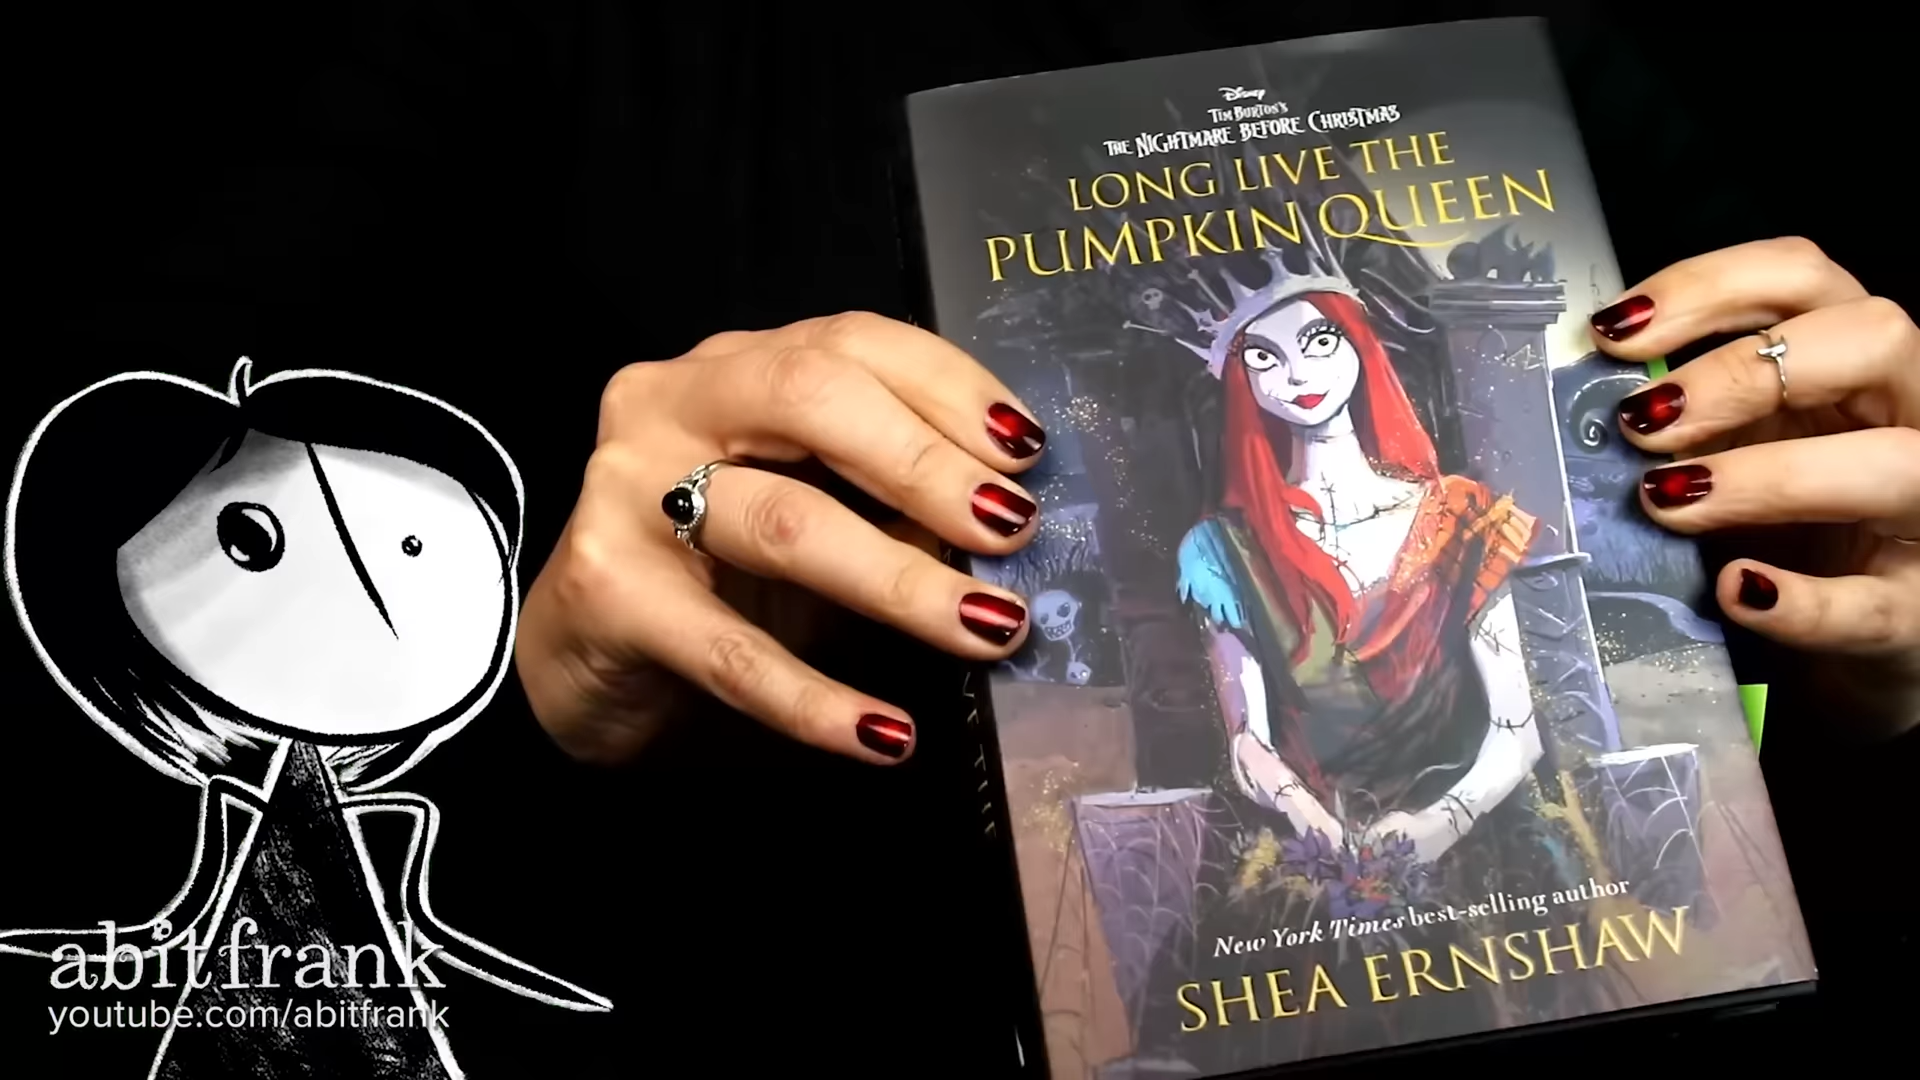 Disney
Tim Burton's
The Nightmare Before Christmas
LONG LIVE THE
PUMPKIN QUEEN
New York Times best-selling author
SHEA ERNSHAW
abitfrank
youtube.com/abitfrank